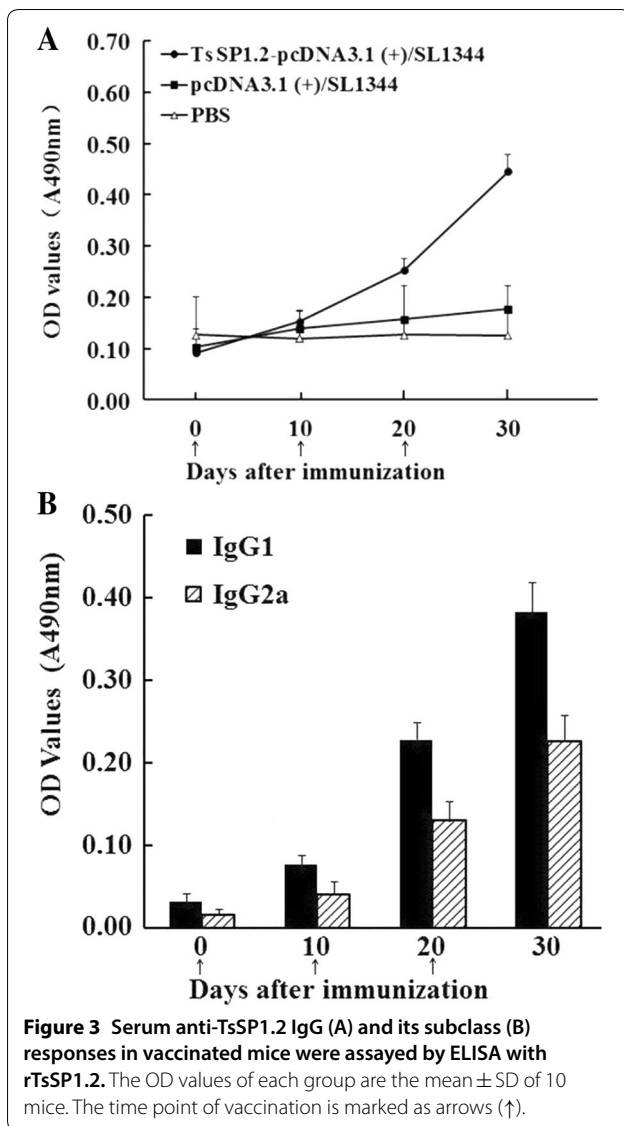 A
0.70
0.60
0.50
0.40
0.30
0.20
0.10
0.00
OD values (A490nm)
TsSP1.2-pcDNA3.1 (+)/SL1344
pcDNA3.1 (+)/SL1344
PBS
0 10 20 30
↑ ↑ ↑
Days after immunization
B
0.50
0.40
0.30
0.20
0.10
0.00
OD Values (A490nm)
IgG1
IgG2a
0 10 20 30
↑ ↑ ↑
Days after immunization
Figure 3 Serum anti-TsSP1.2 IgG (A) and its subclass (B)
responses in vaccinated mice were assayed by ELISA with
rTsSP1.2. The OD values of each group are the mean ± SD of 10
mice. The time point of vaccination is marked as arrows (↑).